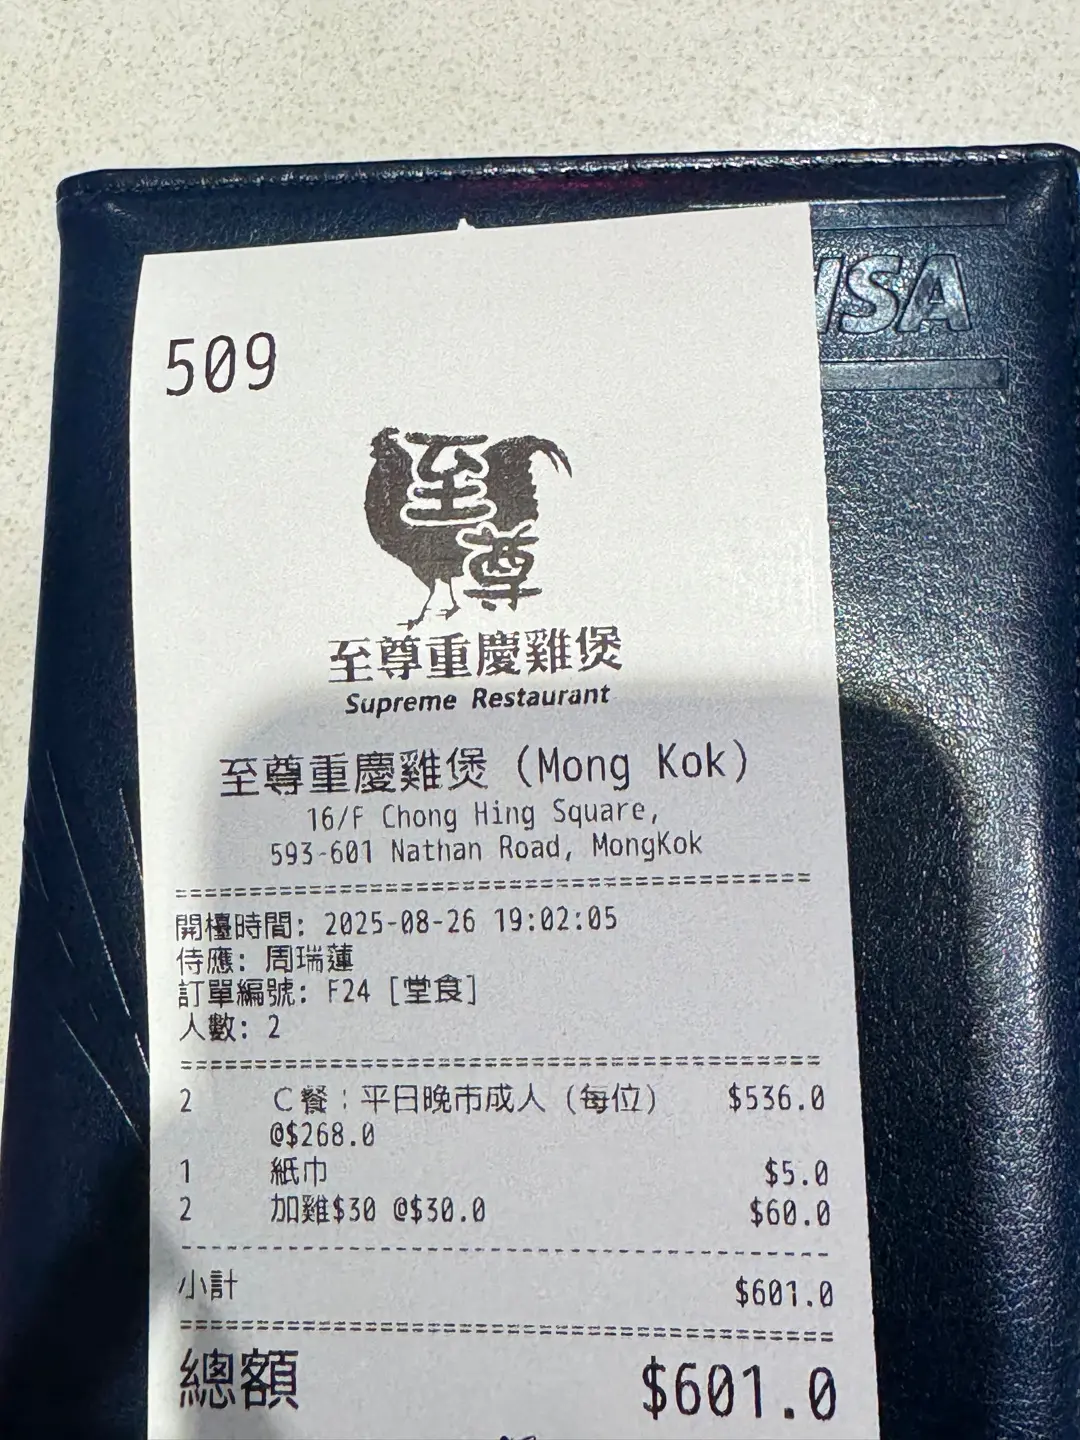 VISA
509
至尊
至尊重慶雞煲
Supreme Restaurant
至尊重慶雞煲 (Mong Kok)
16/F Chong Hing Square,
593-601 Nathan Road, MongKok
開檯時間: 2025-08-26 19:02:05
侍應: 周瑞蓮
訂單編號: F24 [堂食]
人數: 2
2 C餐：平日晚市成人（每位） $536.0
@$268.0
1 紙巾 $5.0
2 加雞$30 @$30.0 $60.0
小計 $601.0
總額 $601.0